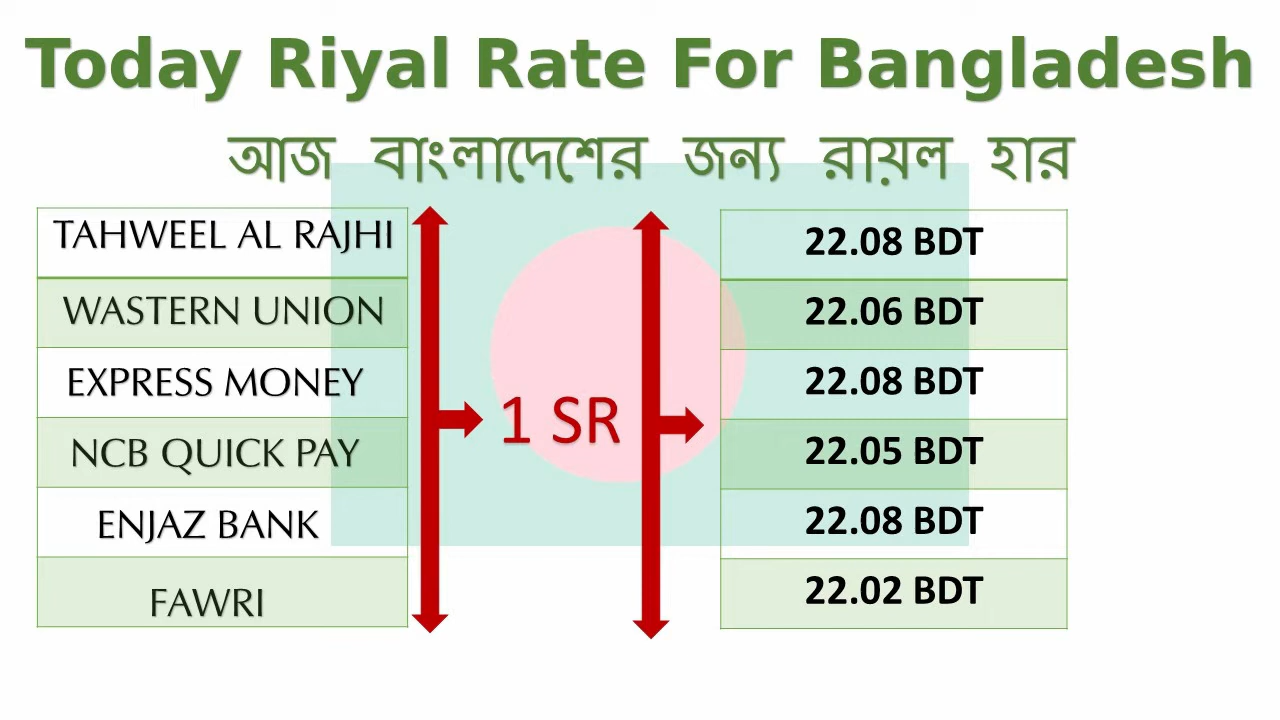 Today Riyal Rate For Bangladesh
আজ বাংলাদেশের জন্য রায়ল হার
TAHWEEL AL RAJHI 22.08 BDT
WASTERN UNION 22.06 BDT
EXPRESS MONEY 22.08 BDT
1 SR
NCB QUICK PAY 22.05 BDT
ENJAZ BANK 22.08 BDT
FAWRI 22.02 BDT